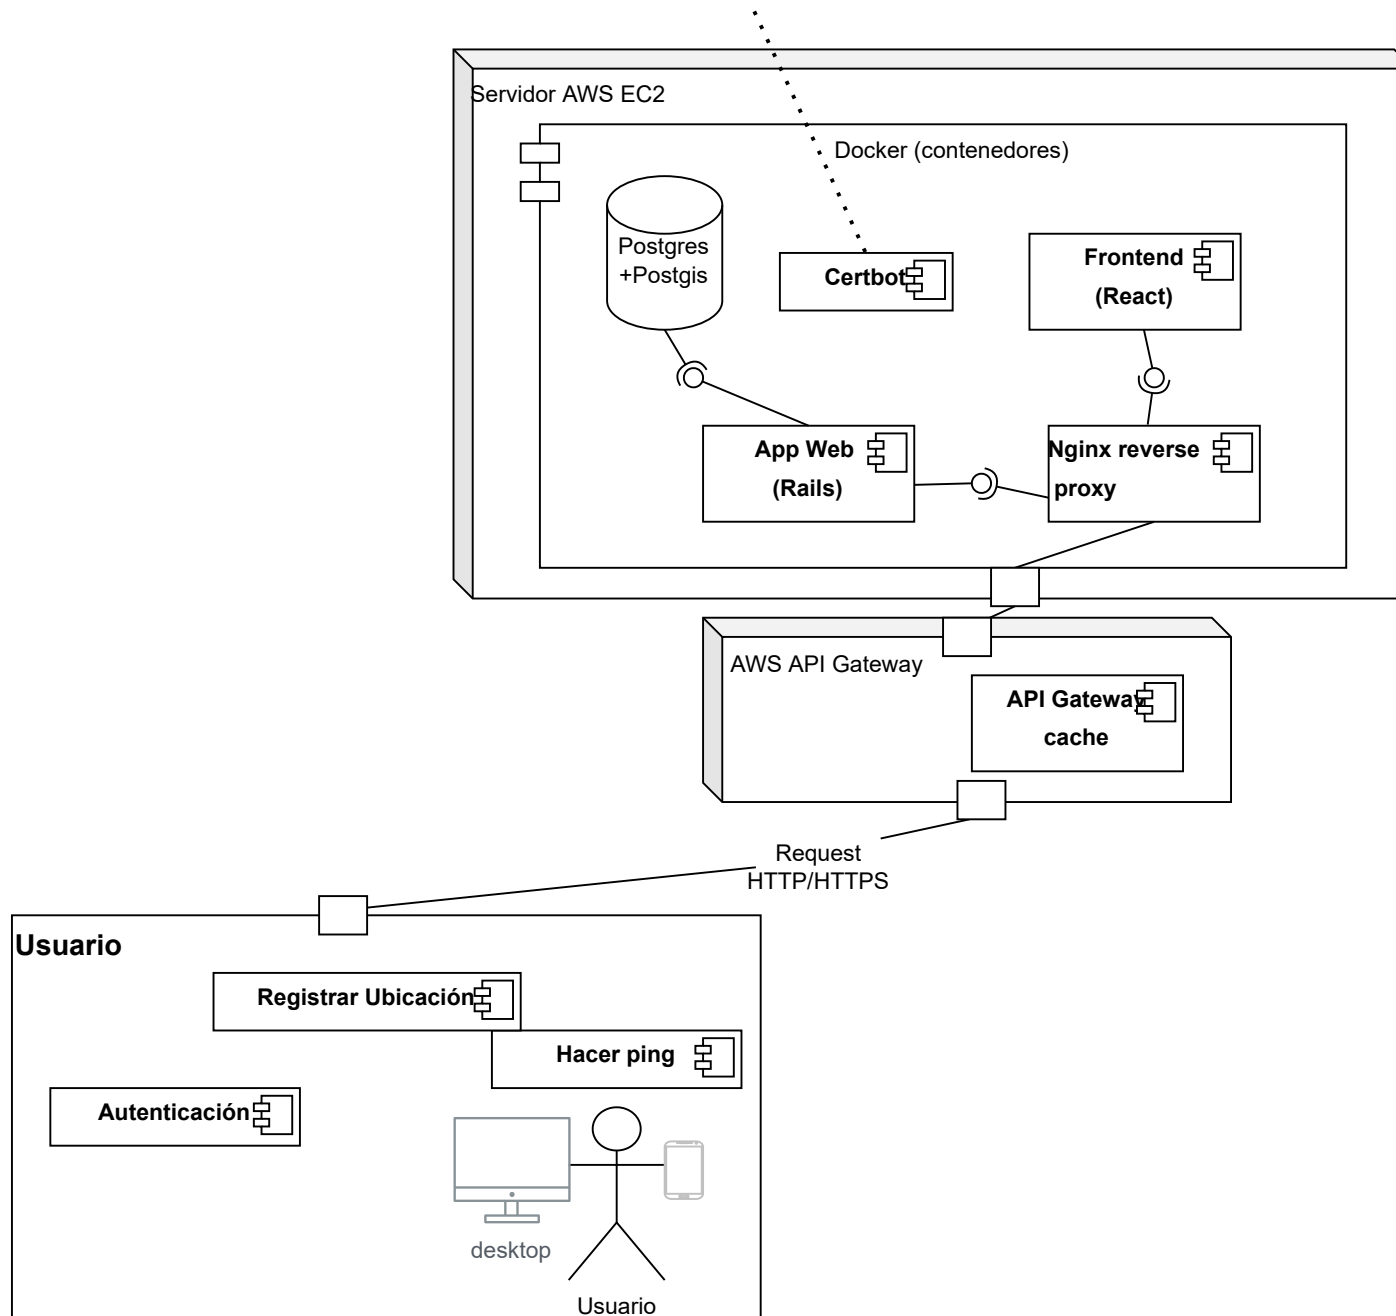 Servidor AWS EC2
Docker (contenedores)
Postgres
+Postgis
Certbot
Frontend
(React)
App Web
(Rails)
Nginx reverse
proxy
AWS API Gateway
API Gateway
cache
Request
HTTP/HTTPS
Usuario
Registrar Ubicación
Hacer ping
Autenticación
desktop
Usuario